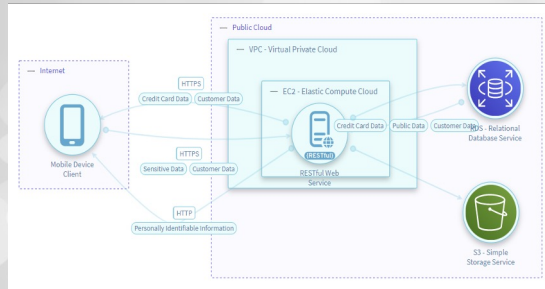 — Public Cloud
— VPC - Virtual Private Cloud
— Internet
HTTPS
— EC2 - Elastic Compute Cloud
Credit Card Data
Customer Data
Credit Card Data
Public Data
Customer Data
RDS - Relational
Database Service
(RESTful)
Mobile Device
Client
HTTPS
RESTful Web
Service
Sensitive Data
Customer Data
HTTP
Personally Identifiable Information
S3 - Simple
Storage Service